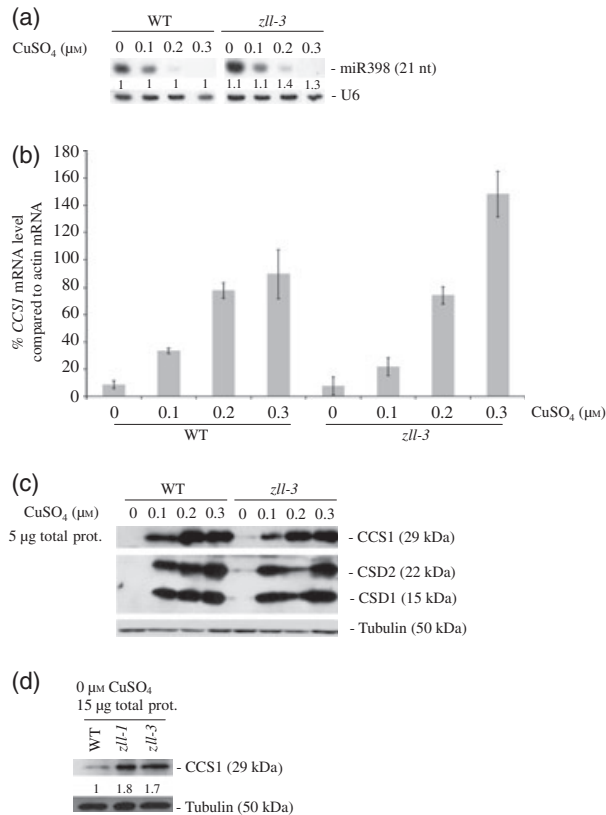 (a)
WT zll-3
CuSO₄ (µM) 0 0.1 0.2 0.3 0 0.1 0.2 0.3
- miR398 (21 nt)
1 1 1 1 1.1 1.1 1.4 1.3
- U6
(b)
% CCS1 mRNA level
compared to actin mRNA
180
160
140
120
100
80
60
40
20
0
0 0.1 0.2 0.3 0 0.1 0.2 0.3 CuSO₄ (µM)
WT zll-3
(c)
WT zll-3
CuSO₄ (µM) 0 0.1 0.2 0.3 0 0.1 0.2 0.3
5 µg total prot. - CCS1 (29 kDa)
- CSD2 (22 kDa)
- CSD1 (15 kDa)
- Tubulin (50 kDa)
(d)
0 µM CuSO₄
15 µg total prot.
WT zll-1 zll-3
- CCS1 (29 kDa)
1 1.8 1.7
- Tubulin (50 kDa)